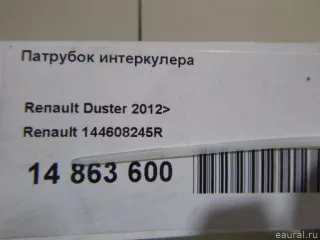 Патрубок интеркулера
Renault Duster 2012>
Renault 144608245R
14 863 600
eaural.ru